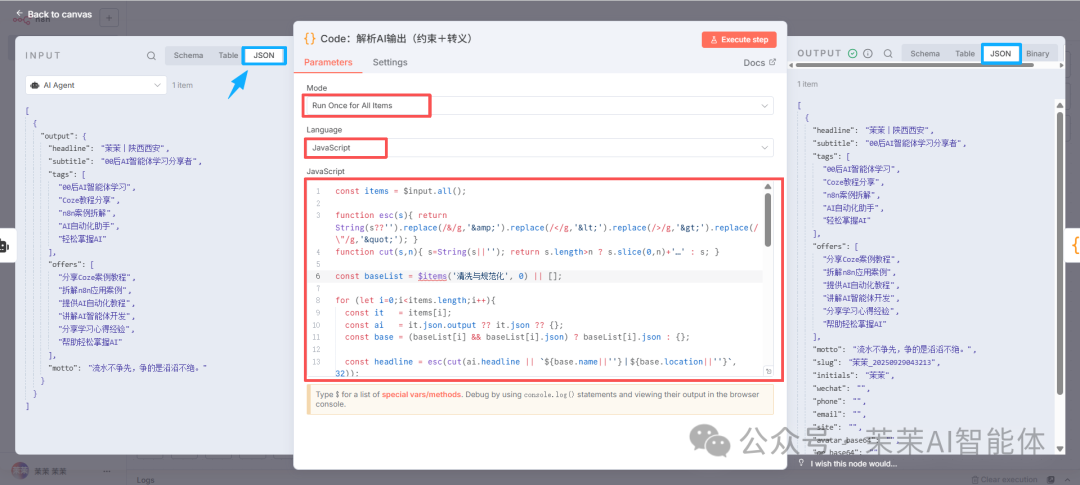 Back to canvas
INPUT
Schema
Table
JSON
AI Agent
1 item
[
{
"output": {
"headline": "茉茉丨陕西西安",
"subtitle": "00后AI智能体学习分享者",
"tags": [
"00后AI智能体学习",
"Coze教程分享",
"n8n案例拆解",
"AI自动化助手",
"轻松掌握AI"
],
"offers": [
"分享Coze案例教程",
"拆解n8n应用案例",
"提供AI自动化教程",
"讲解AI智能体开发",
"分享学习心得经验",
"帮助轻松掌握AI"
],
"motto": "流水不争先，争的是滔滔不绝。"
}
}
]
茉茉 茉茉
Code：解析AI输出（约束＋转义）
Execute step
Parameters
Settings
Docs
Mode
Run Once for All Items
Language
JavaScript
JavaScript
1 const items = $input.all();
2
3 function esc(s){ return
String(s??'').replace(/&/g,'&amp;').replace(/</g,'&lt;').replace(/>/g,'&gt;').replace(/
\"/g,'&quot;'); }
4 function cut(s,n){ s=String(s||''); return s.length>n ? s.slice(0,n)+'…' : s; }
5
6 const baseList = $items('清洗与规范化', 0) || [];
7
8 for (let i=0;i<items.length;i++){
9 const it = items[i];
10 const ai = it.json.output ?? it.json ?? {};
11 const base = (baseList[i] && baseList[i].json) ? baseList[i].json : {};
12
13 const headline = esc(cut(ai.headline || `${base.name||''}丨${base.location||''}`,
32));
Type $ for a list of special vars/methods. Debug by using console.log() statements and viewing their output in the browser
console.
Logs
OUTPUT
Schema
Table
JSON
Binary
1 item
[
{
"headline": "茉茉丨陕西西安",
"subtitle": "00后AI智能体学习分享者",
"tags": [
"00后AI智能体学习",
"Coze教程分享",
"n8n案例拆解",
"AI自动化助手",
"轻松掌握AI"
],
"offers": [
"分享Coze案例教程",
"拆解n8n应用案例",
"提供AI自动化教程",
"讲解AI智能体开发",
"分享学习心得经验",
"帮助轻松掌握AI"
],
"motto": "流水不争先，争的是滔滔不绝。",
"slug": "茉茉_20250929043213",
"initials": "茉茉",
"wechat": "",
"phone": "",
"email": "",
"site": "",
"avatar_base64": "",
公众号 · 茉茉AI智能体
I wish this node would...
Clear execution